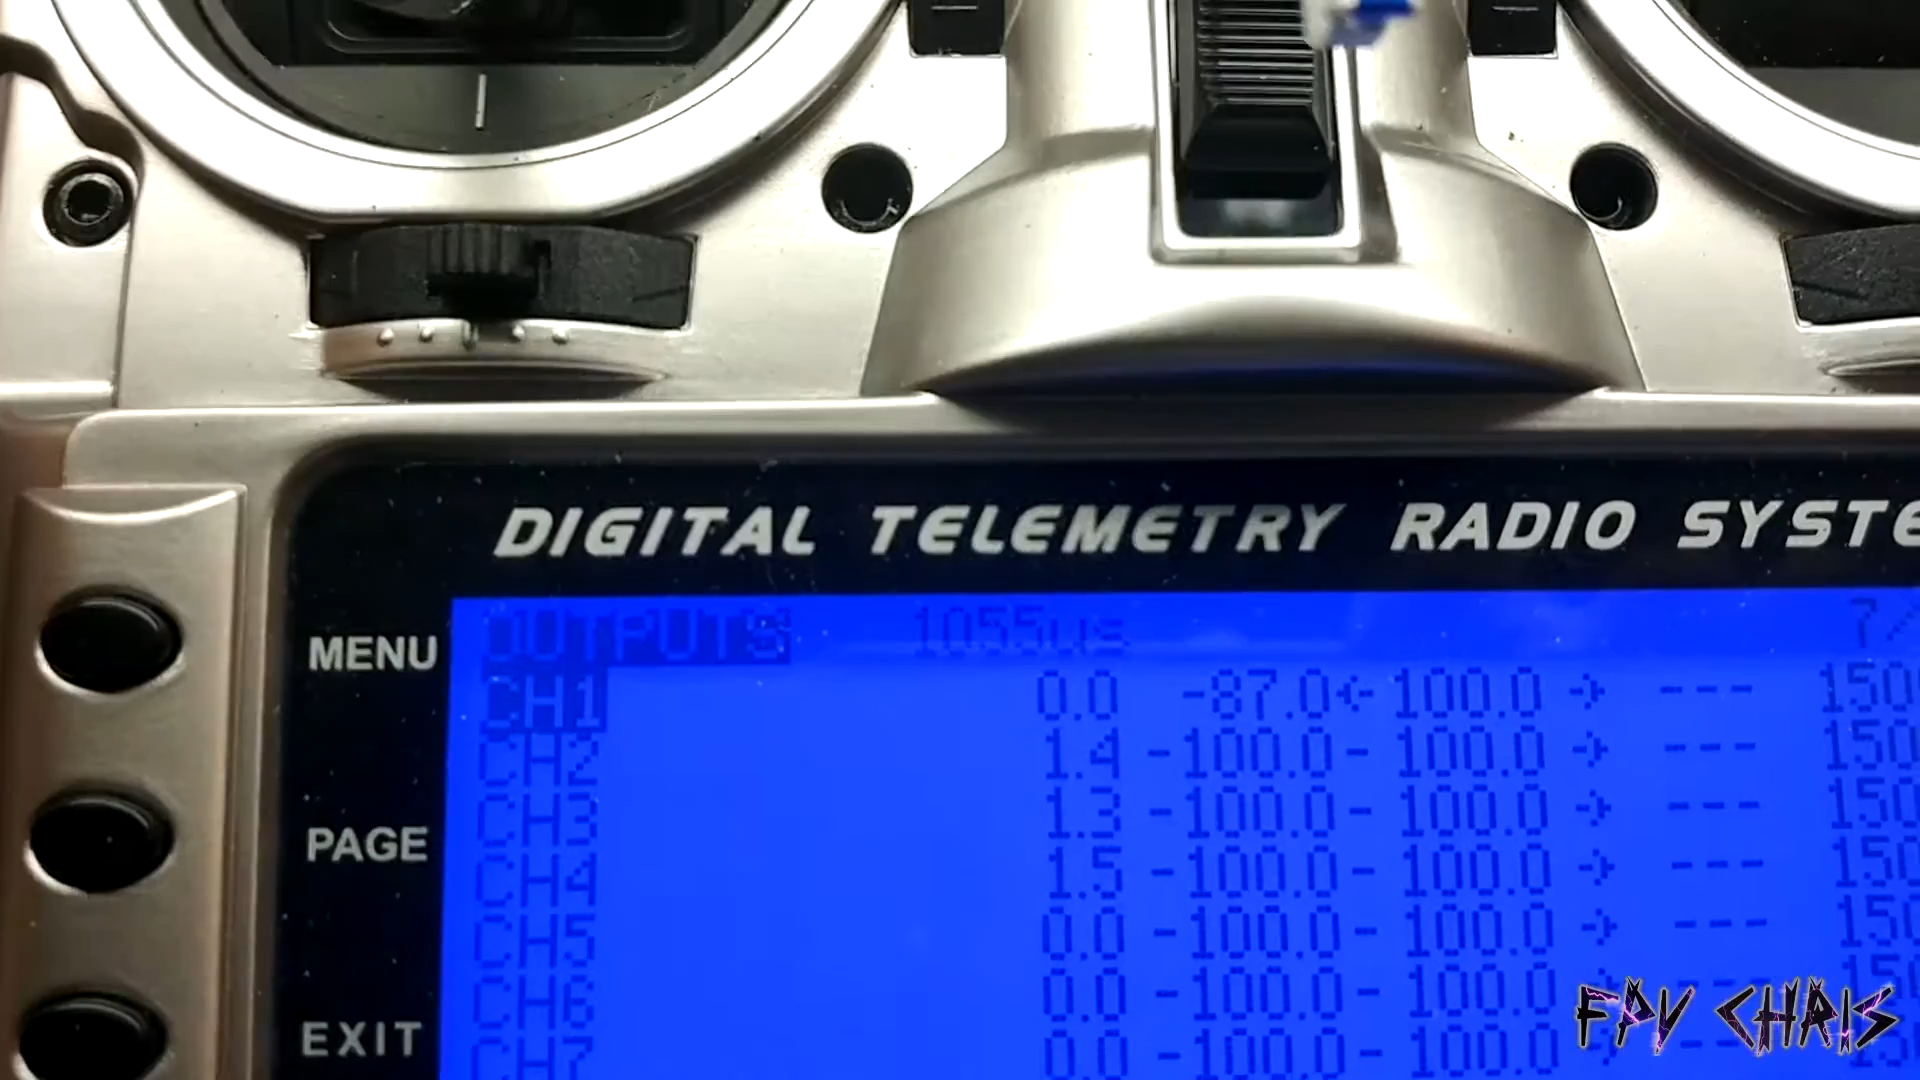 DIGITAL TELEMETRY RADIO SYSTE
MENU
PAGE
EXIT
OUTPUTS 1055us 7/
CH1 0.0 -87.0← 100.0 → --- 150
CH2 1.4 -100.0- 100.0 → --- 150
CH3 1.3 -100.0- 100.0 → --- 150
CH4 1.5 -100.0- 100.0 → --- 150
CH5 0.0 -100.0- 100.0 → --- 150
CH6 0.0 -100.0- 100.0 - 150
CH7 0.0 -100.0- 100.0
FPV CHRIS